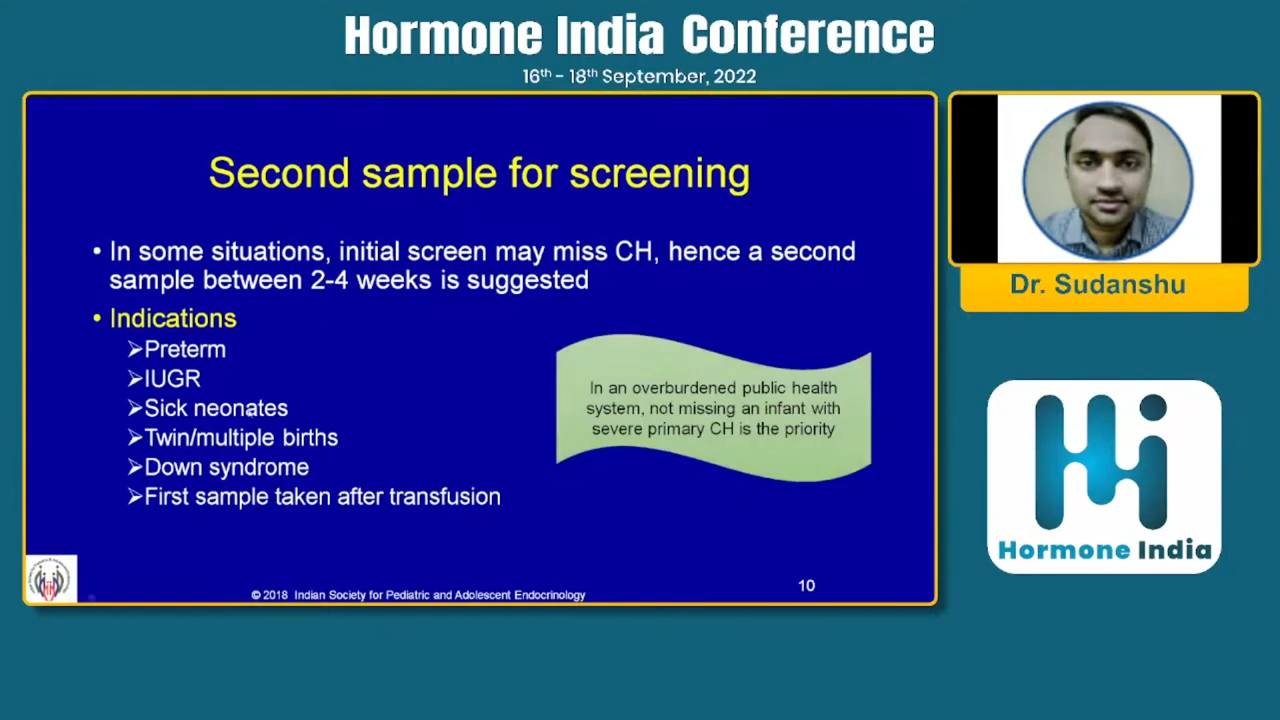 Hormone India Conference
16th - 18th September, 2022
Second sample for screening
• In some situations, initial screen may miss CH, hence a second
sample between 2-4 weeks is suggested
• Indications
➢Preterm
➢IUGR
➢Sick neonates
➢Twin/multiple births
➢Down syndrome
➢First sample taken after transfusion
In an overburdened public health
system, not missing an infant with
severe primary CH is the priority
© 2018 Indian Society for Pediatric and Adolescent Endocrinology
10
Dr. Sudanshu
Hi
Hormone India